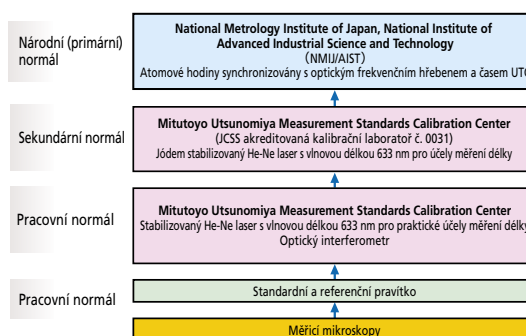 Národní (primární)
normál
National Metrology Institute of Japan, National Institute of
Advanced Industrial Science and Technology
(NMIJ/AIST)
Atomové hodiny synchronizovány s optickým frekvenčním hřebenem a časem UTC
Sekundární normál
Mitutoyo Utsunomiya Measurement Standards Calibration Center
(JCSS akreditovaná kalibrační laboratoř č. 0031)
Jódem stabilizovaný He-Ne laser s vlnovou délkou 633 nm pro účely měření délky
Pracovní normál
Mitutoyo Utsunomiya Measurement Standards Calibration Center
Stabilizovaný He-Ne laser s vlnovou délkou 633 nm pro praktické účely měření délky
Optický interferometr
Pracovní normál
Standardní a referenční pravítko
Měřicí mikroskopy